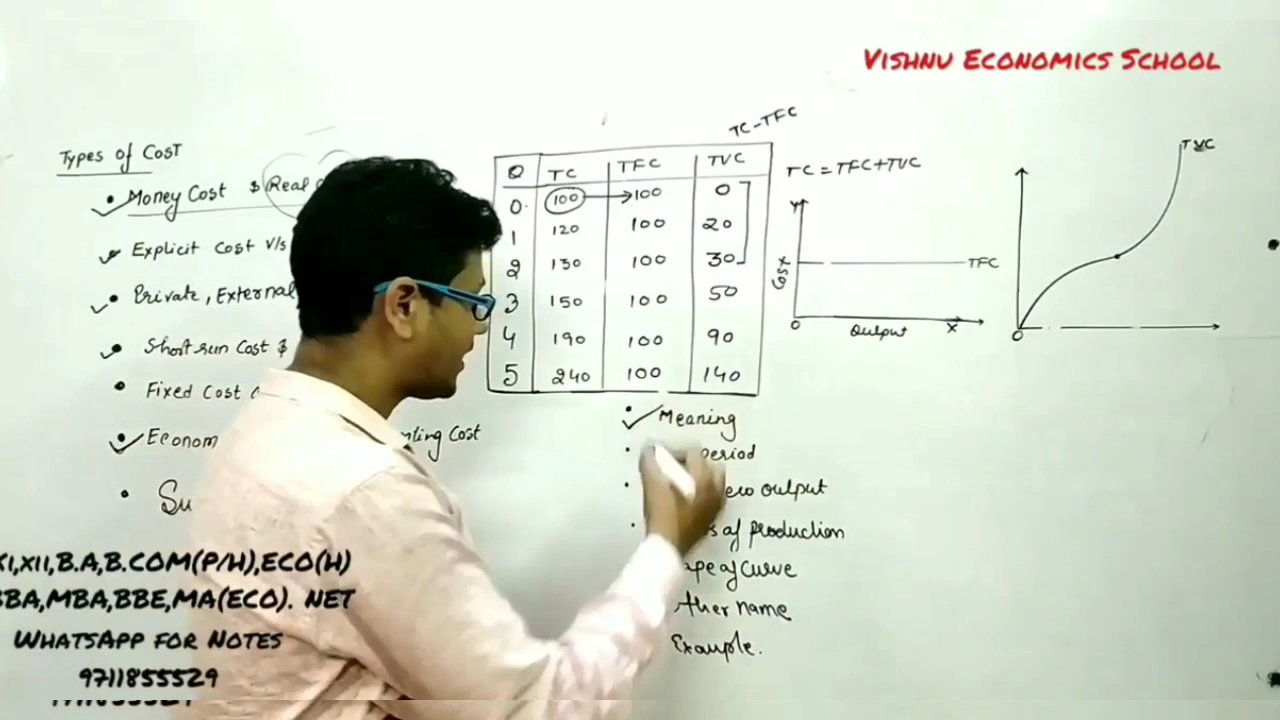 VISHNU ECONOMICS SCHOOL
Types of Cost
• Money Cost $ Real
• Explicit Cost V/s
• Private, External
• Short run Cost $
• Fixed Cost
• Econom nting Cost
• Su
TC-TFC
Q TC TFC TVC
0. 100 100 0
1 120 100 20
2 130 100 30
3 150 100 50
4 190 100 90
5 240 100 140
TC = TFC+TVC
Y
Cost
TFC
O Output X
TVC
O
• Meaning
• period
• ero output
• s of production
ape of Curve
ther name
Example.
XI,XII,B.A,B.COM(P/H),ECO(H)
BBA,MBA,BBE,MA(ECO). NET
WHATSAPP FOR NOTES
9711855529